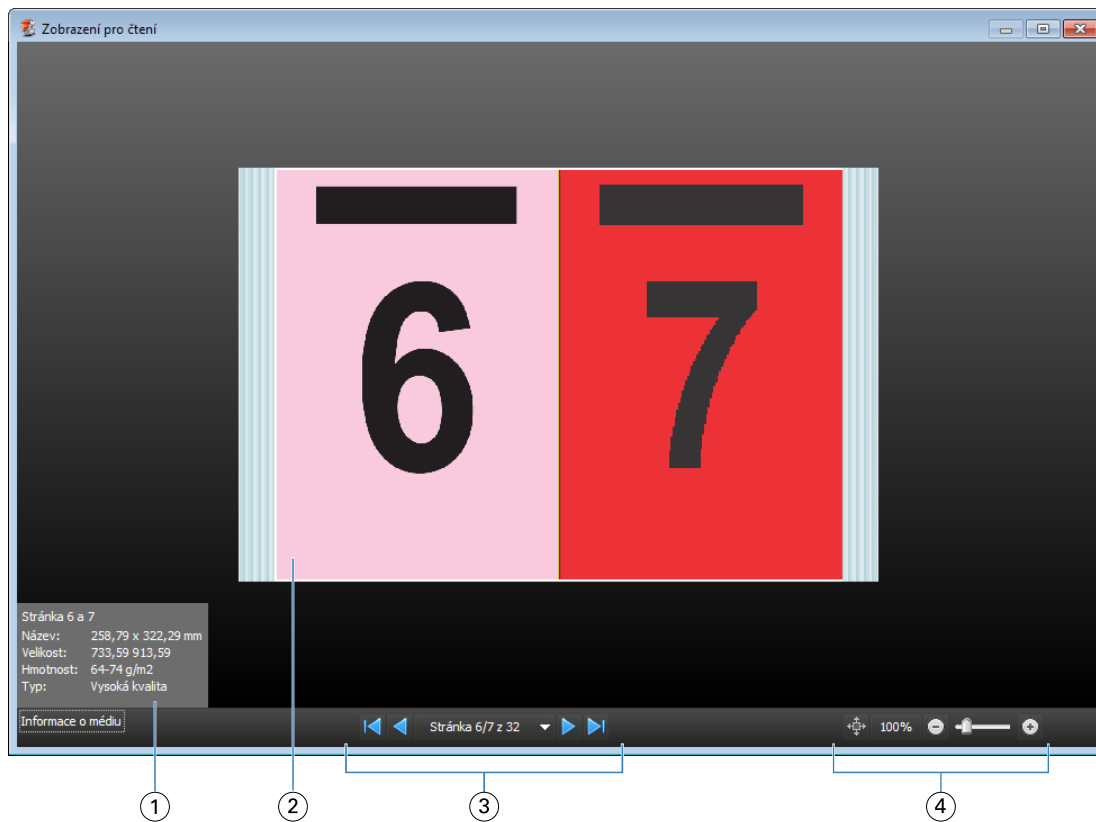 Zobrazení pro čtení
6 7
Stránka 6 a 7
Název: 258,79 x 322,29 mm
Velikost: 733,59 913,59
Hmotnost: 64-74 g/m2
Typ: Vysoká kvalita
Informace o médiu
Stránka 6/7 z 32
100%
1 2 3 4